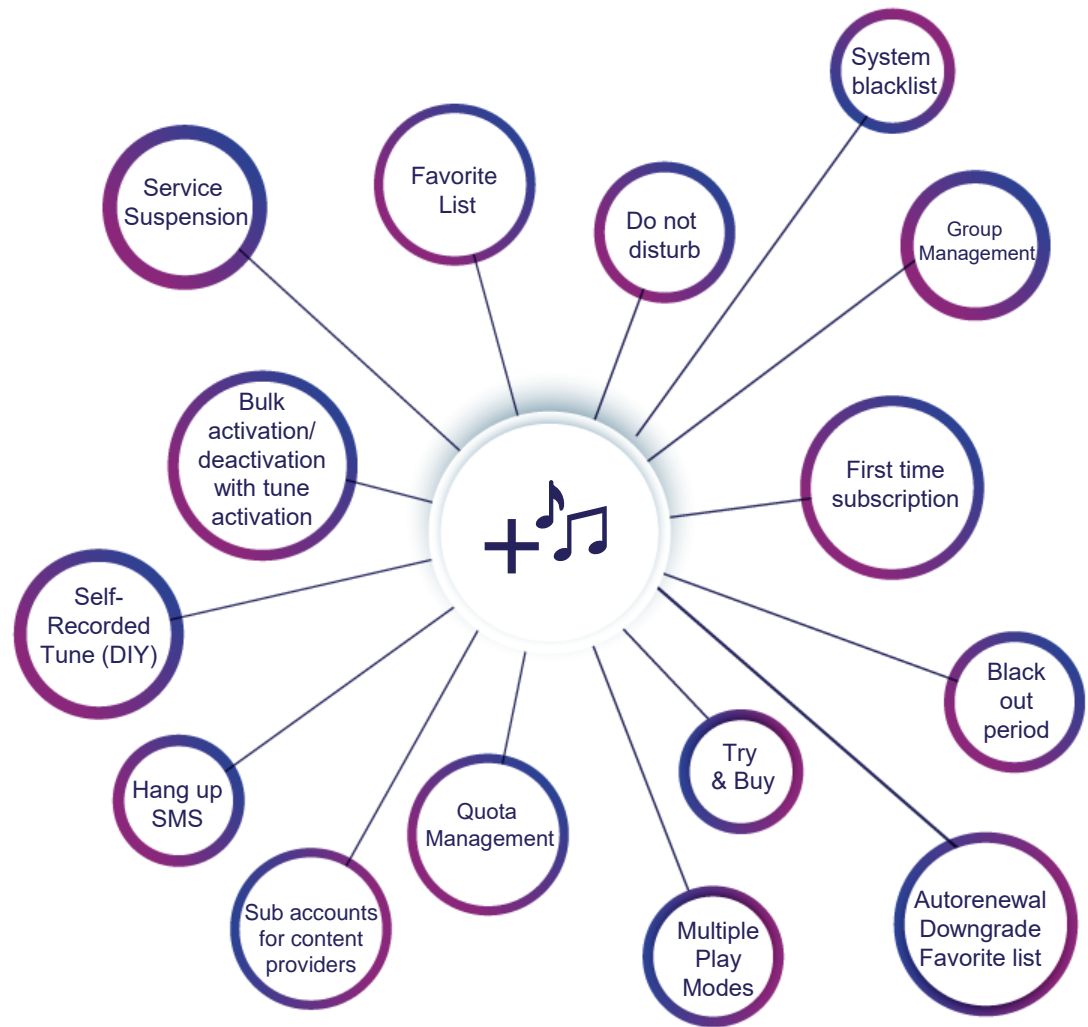 System
blacklist
Service
Suspension
Favorite
List
Do not
disturb
Group
Management
Bulk
activation/
deactivation
with tune
activation
First time
subscription
Self-
Recorded
Tune (DIY)
Black
out
period
Hang up
SMS
Quota
Management
Try
& Buy
Sub accounts
for content
providers
Multiple
Play
Modes
Autorenewal
Downgrade
Favorite list